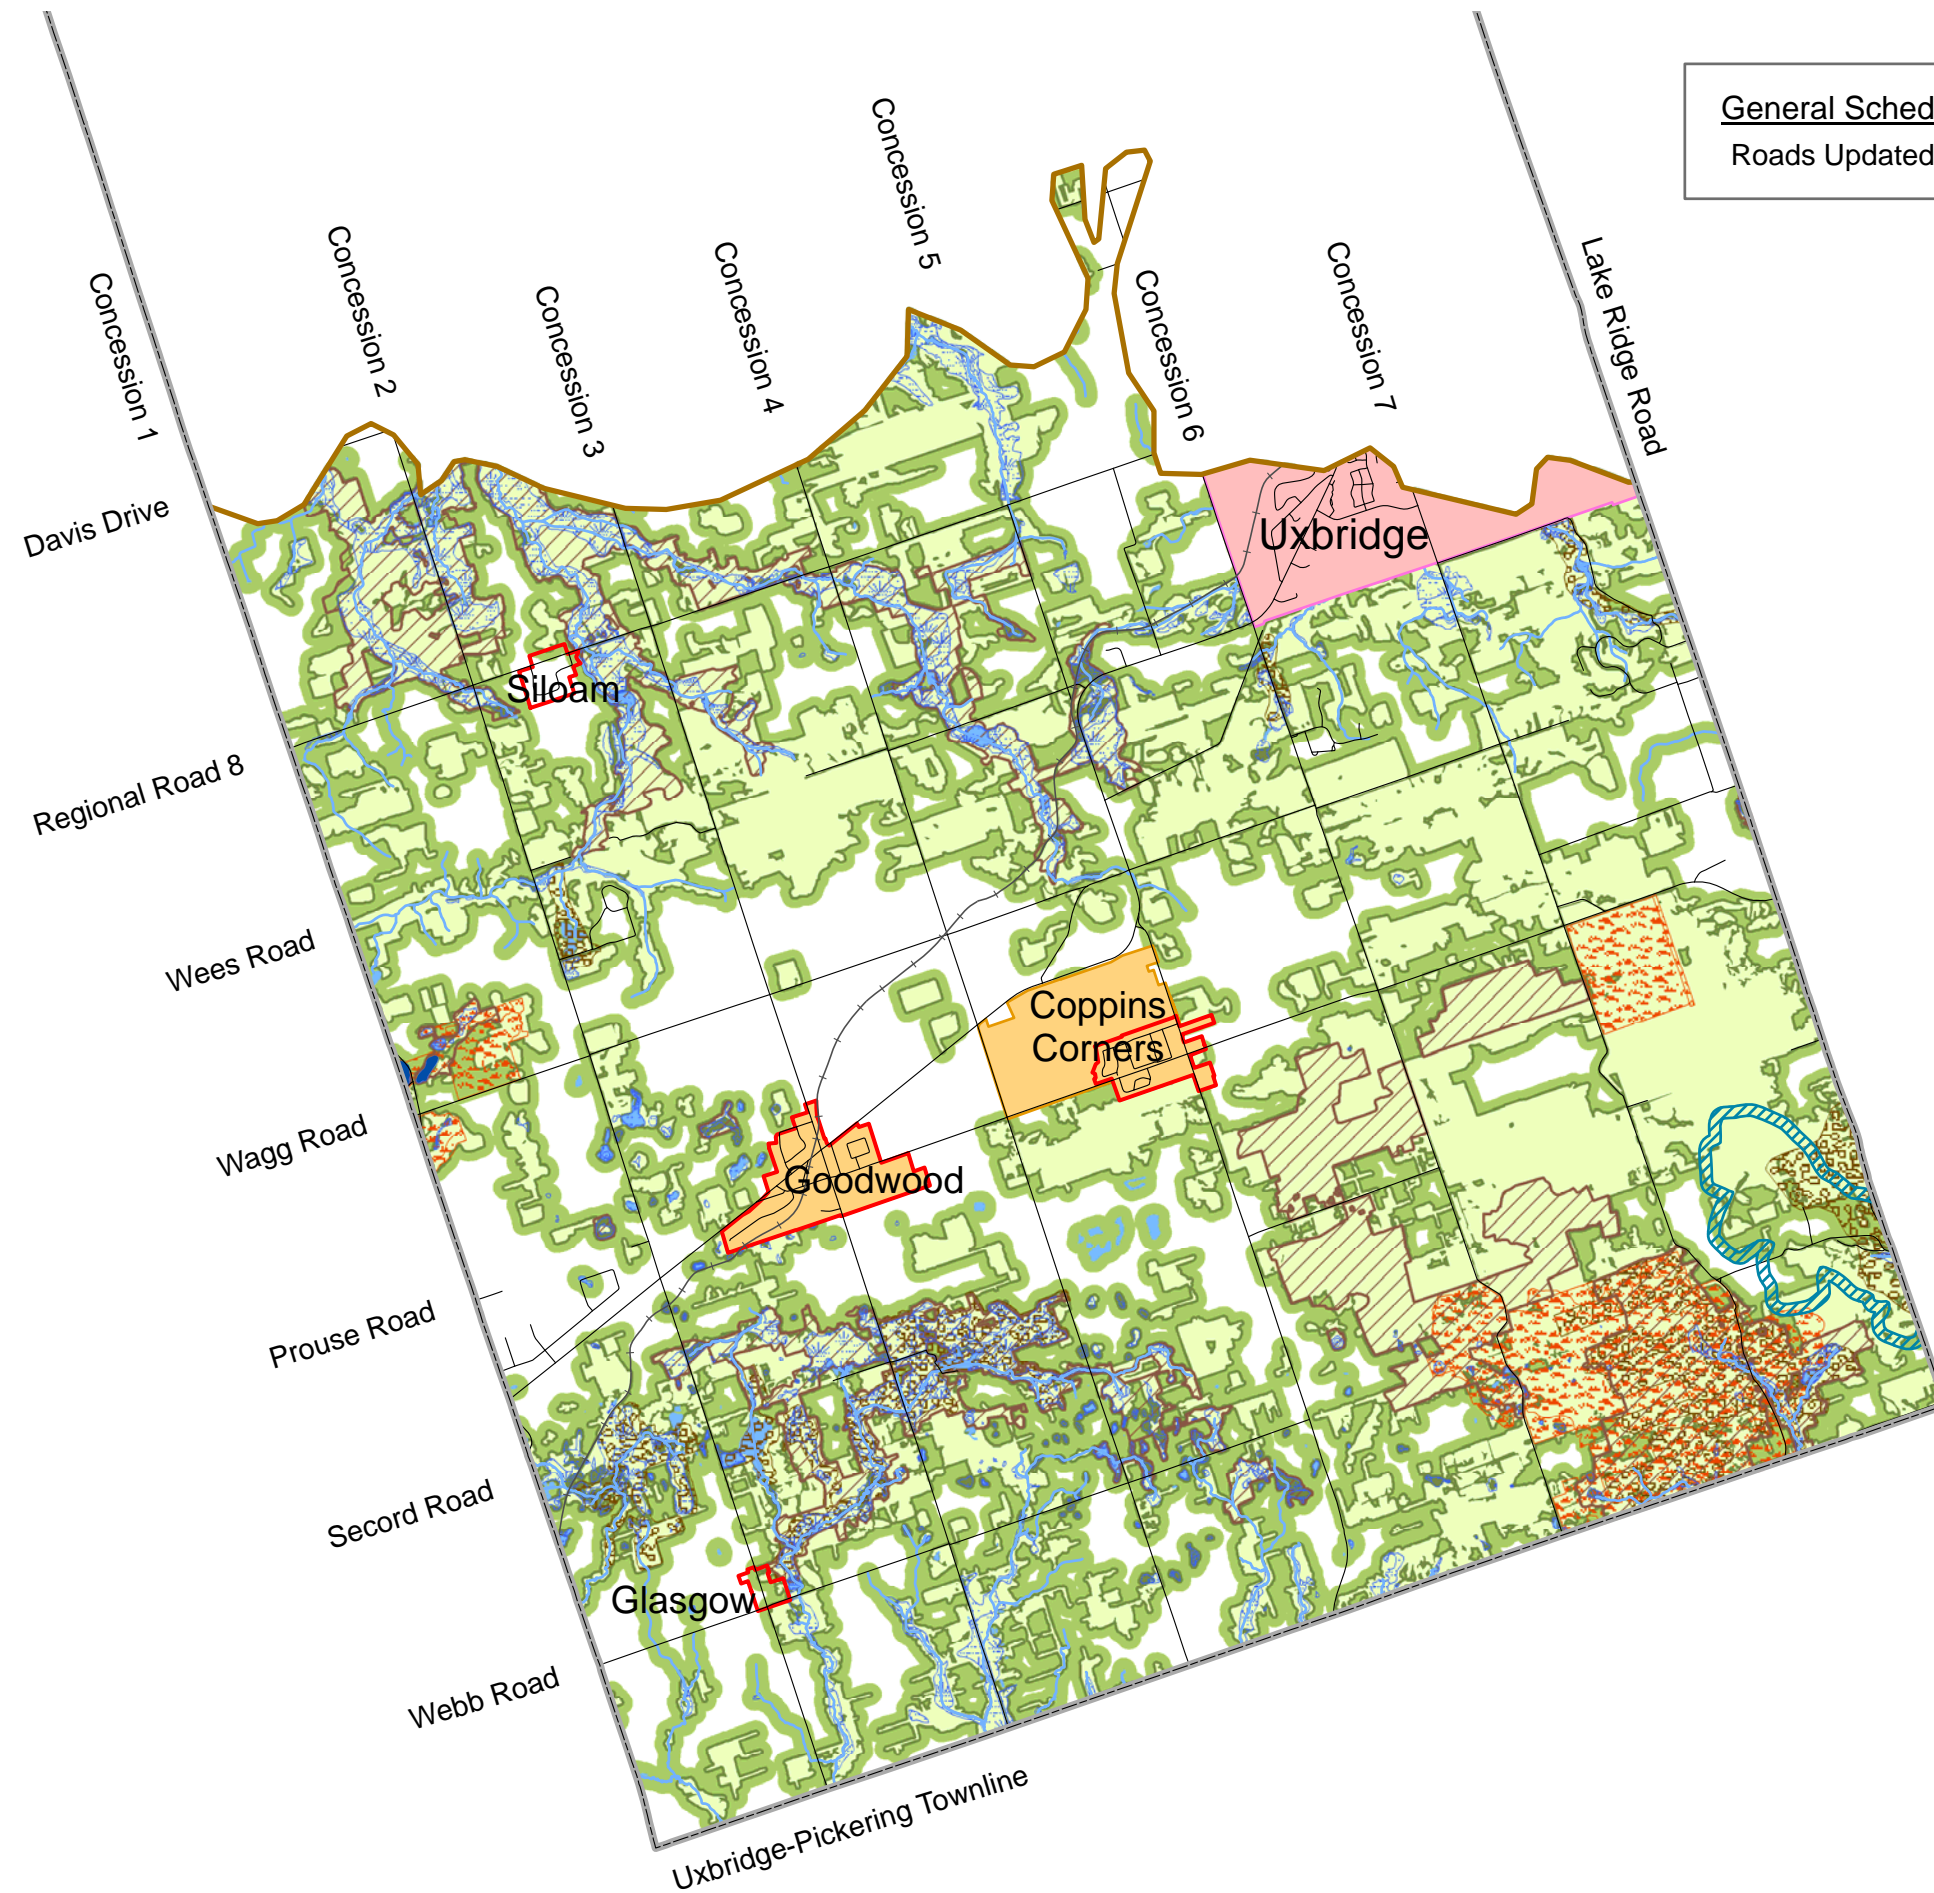 General Sched
Roads Updated
Concession 5
Concession 2
Concession 4
Concession 7
Lake Ridge Road
Concession 6
Concession 1
Concession 3
Davis Drive
Uxbridge
Siloam
Regional Road 8
Wees Road
Coppins
Corners
Wagg Road
Goodwood
Prouse Road
Secord Road
Glasgow
Webb Road
Uxbridge-Pickering Townline